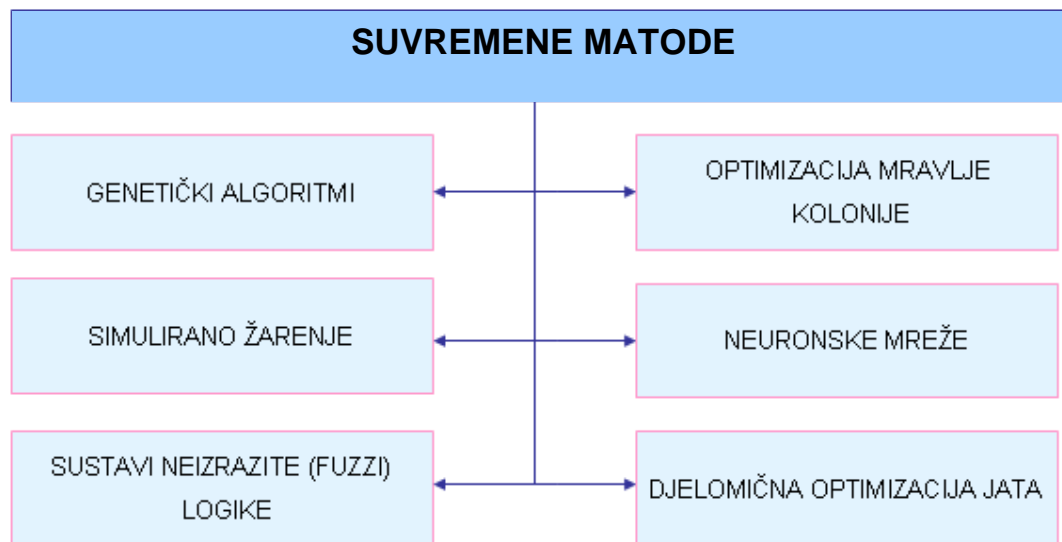 SUVREMENE MATODE
GENETIČKI ALGORITMI
OPTIMIZACIJA MRAVLJE
KOLONIJE
SIMULIRANO ŽARENJE
NEURONSKE MREŽE
SUSTAVI NEIZRAZITE (FUZZI)
LOGIKE
DJELOMIČNA OPTIMIZACIJA JATA